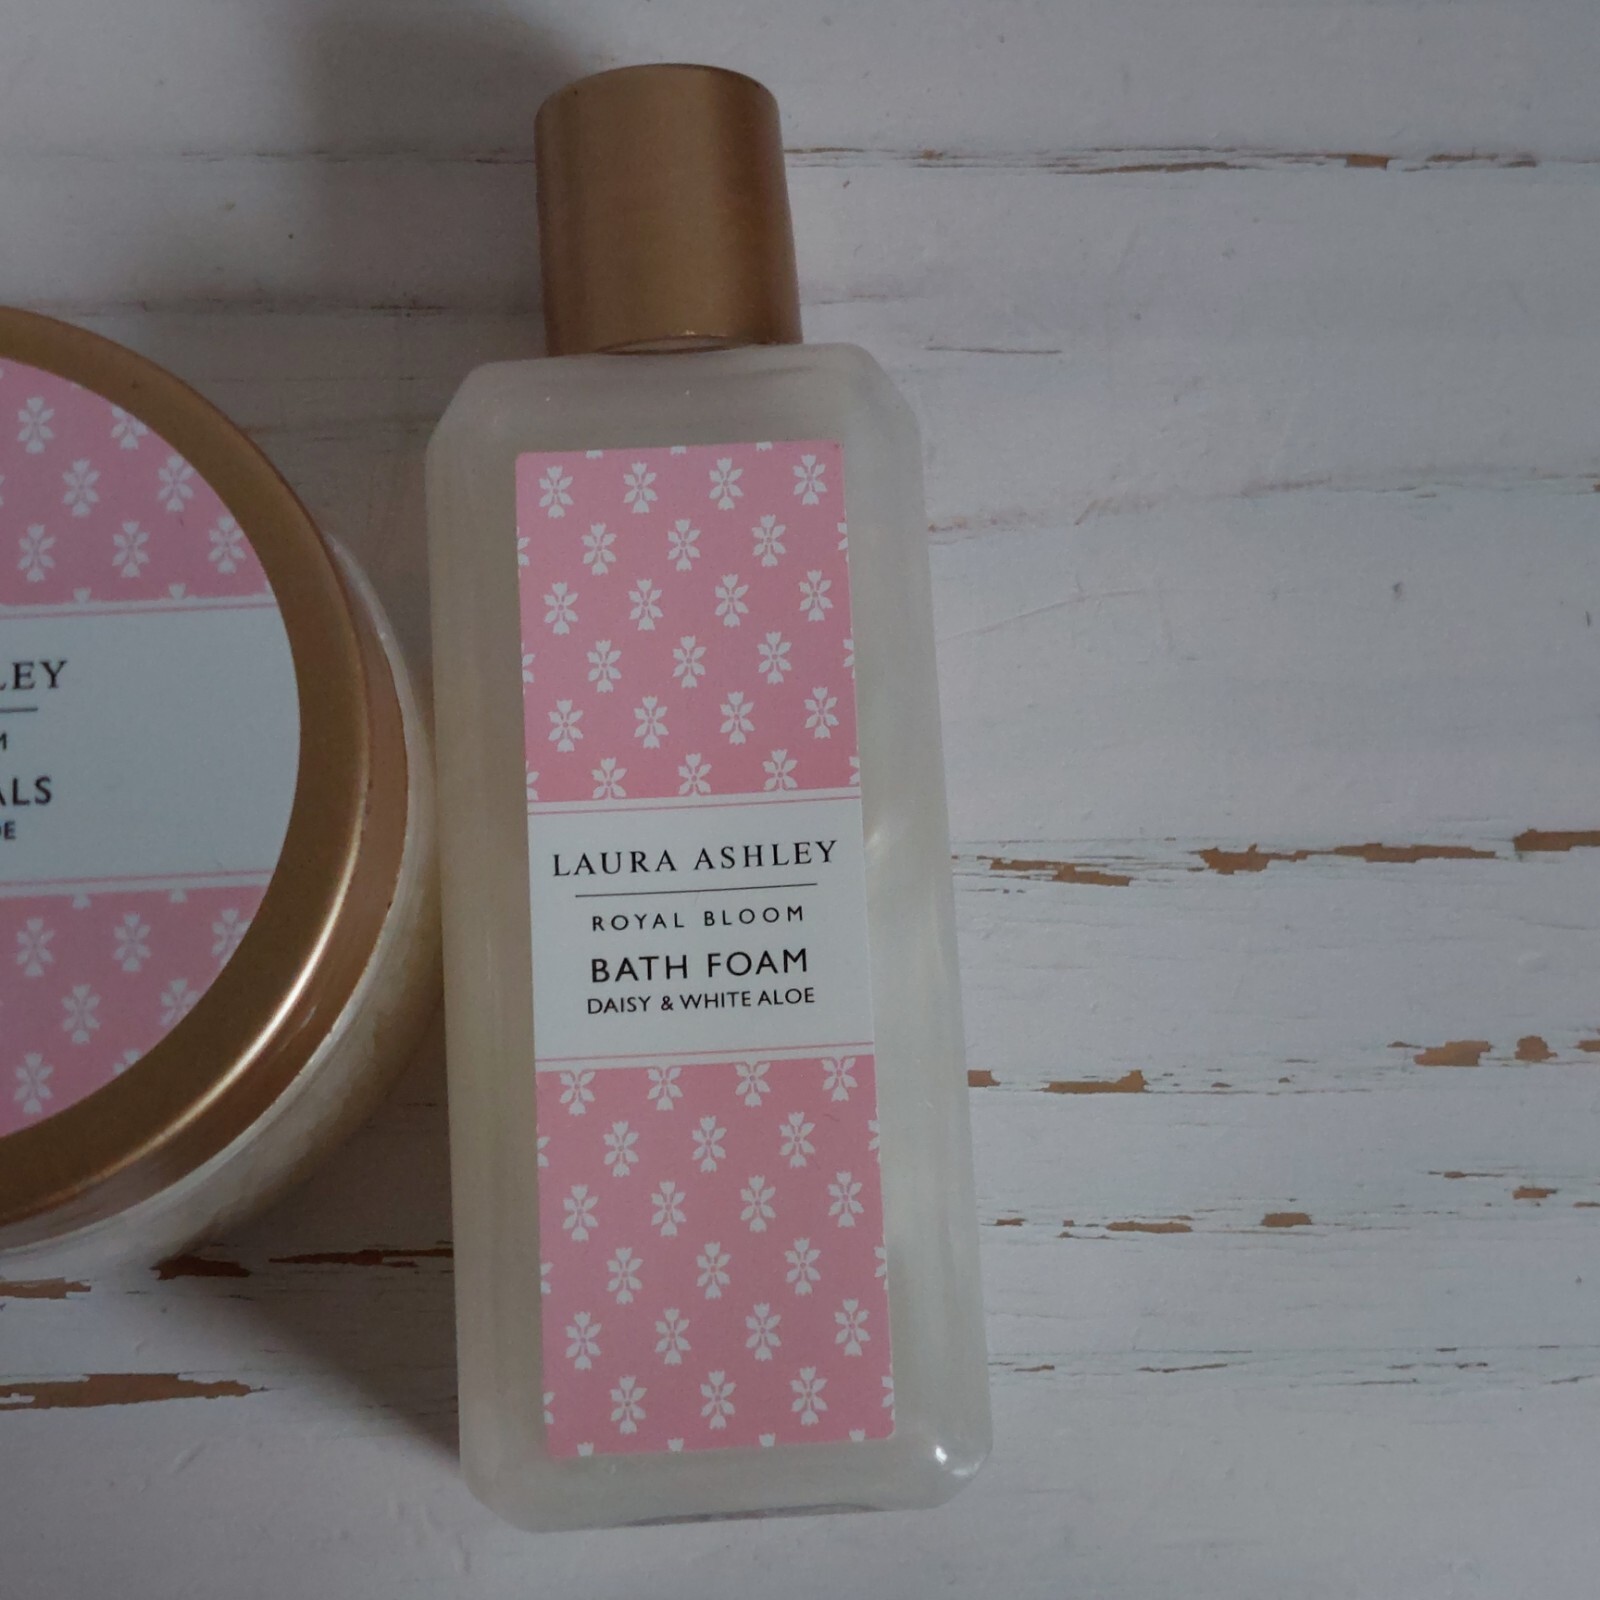 LEY
M
ALS
OE
LAURA ASHLEY
ROYAL BLOOM
BATH FOAM
DAISY & WHITE ALOE